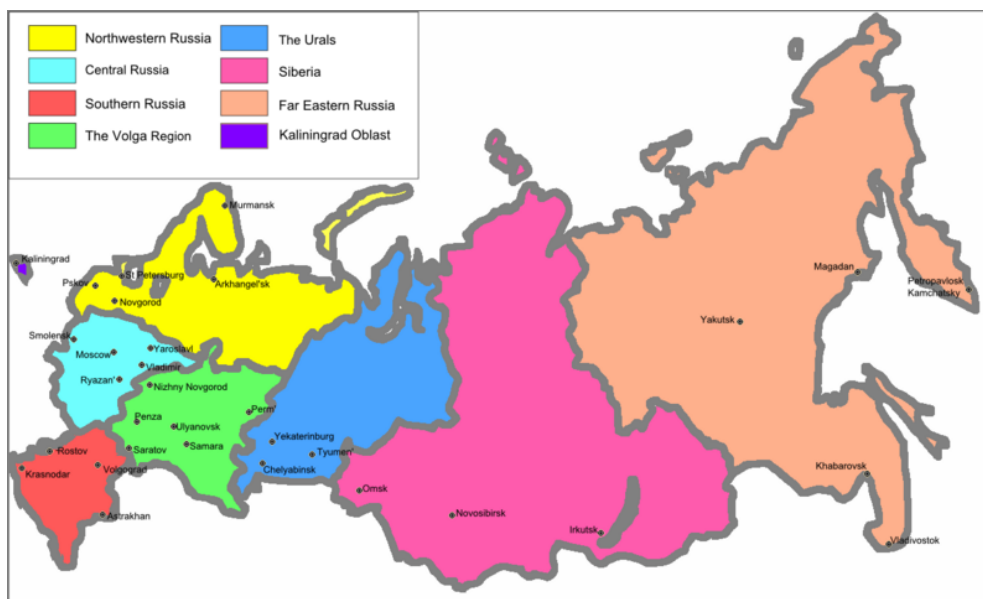 Northwestern Russia
Central Russia
Southern Russia
The Volga Region
The Urals
Siberia
Far Eastern Russia
Kaliningrad Oblast
Murmansk
Kaliningrad
St Petersburg
Pskov
Arkhangel'sk
Novgorod
Magadan
Petropavlosk
Kamchatsky
Yakutsk
Smolensk
Moscow
Yaroslavl
Vladimir
Ryazan'
Nizhny Novgorod
Perm'
Penza
Ulyanovsk
Samara
Saratov
Yekaterinburg
Tyumen'
Chelyabinsk
Rostov
Krasnodar
Volgograd
Astrakhan
Omsk
Novosibirsk
Irkutsk
Khabarovsk
Vladivostok